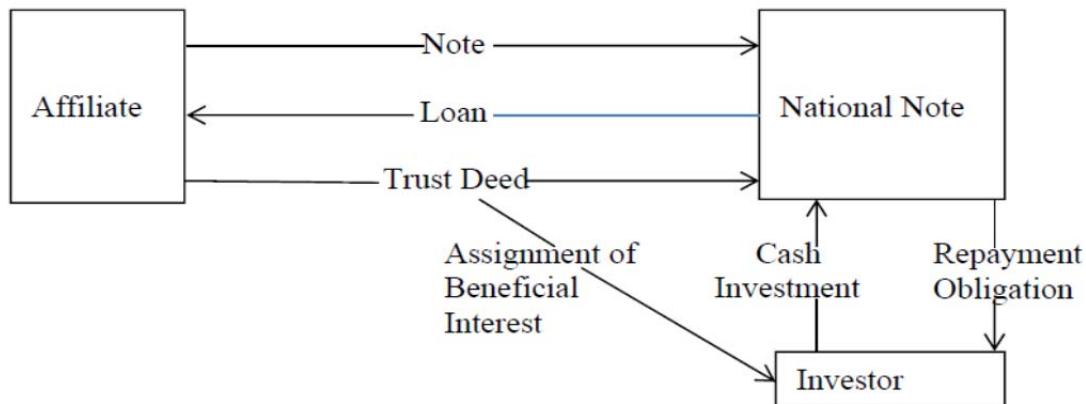 Note
Affiliate
National Note
Loan
Trust Deed
Assignment of
Beneficial
Interest
Cash
Investment
Repayment
Obligation
Investor